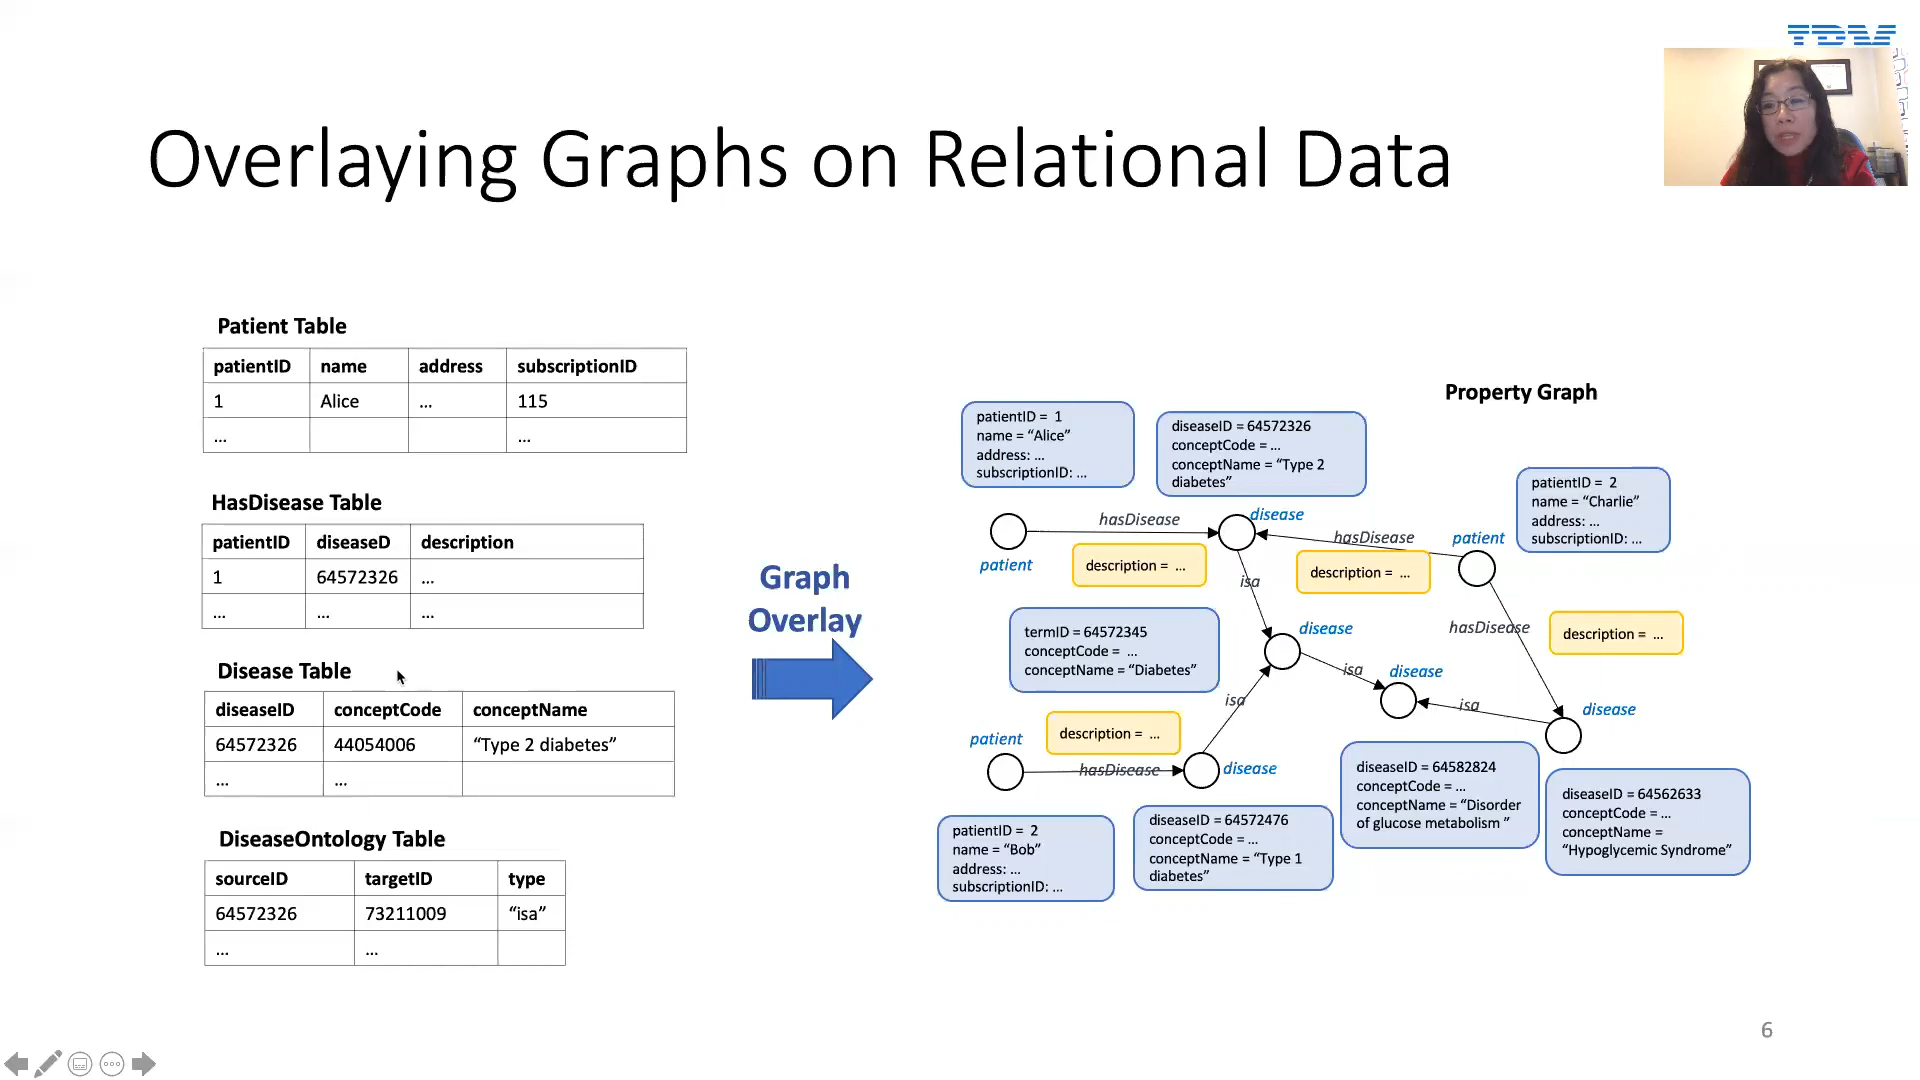 IBM
Overlaying Graphs on Relational Data
Patient Table
patientID name address subscriptionID
1 Alice ... 115
... ...
HasDisease Table
patientID diseaseD description
1 64572326 ...
... ... ...
Disease Table
diseaseID conceptCode conceptName
64572326 44054006 “Type 2 diabetes”
... ...
DiseaseOntology Table
sourceID targetID type
64572326 73211009 “isa”
... ...
Graph
Overlay
Property Graph
patientID = 1
name = “Alice”
address: ...
subscriptionID: ...
diseaseID = 64572326
conceptCode = ...
conceptName = “Type 2
diabetes”
patientID = 2
name = “Charlie”
address: ...
subscriptionID: ...
hasDisease
disease
hasDisease
patient
patient
description = ...
description = ...
isa
termID = 64572345
conceptCode = ...
conceptName = “Diabetes”
disease
hasDisease
description = ...
isa
disease
isa
isa
disease
patient
description = ...
hasDisease
disease
patientID = 2
name = “Bob”
address: ...
subscriptionID: ...
diseaseID = 64572476
conceptCode = ...
conceptName = “Type 1
diabetes”
diseaseID = 64582824
conceptCode = ...
conceptName = “Disorder
of glucose metabolism ”
diseaseID = 64562633
conceptCode = ...
conceptName =
“Hypoglycemic Syndrome”
6